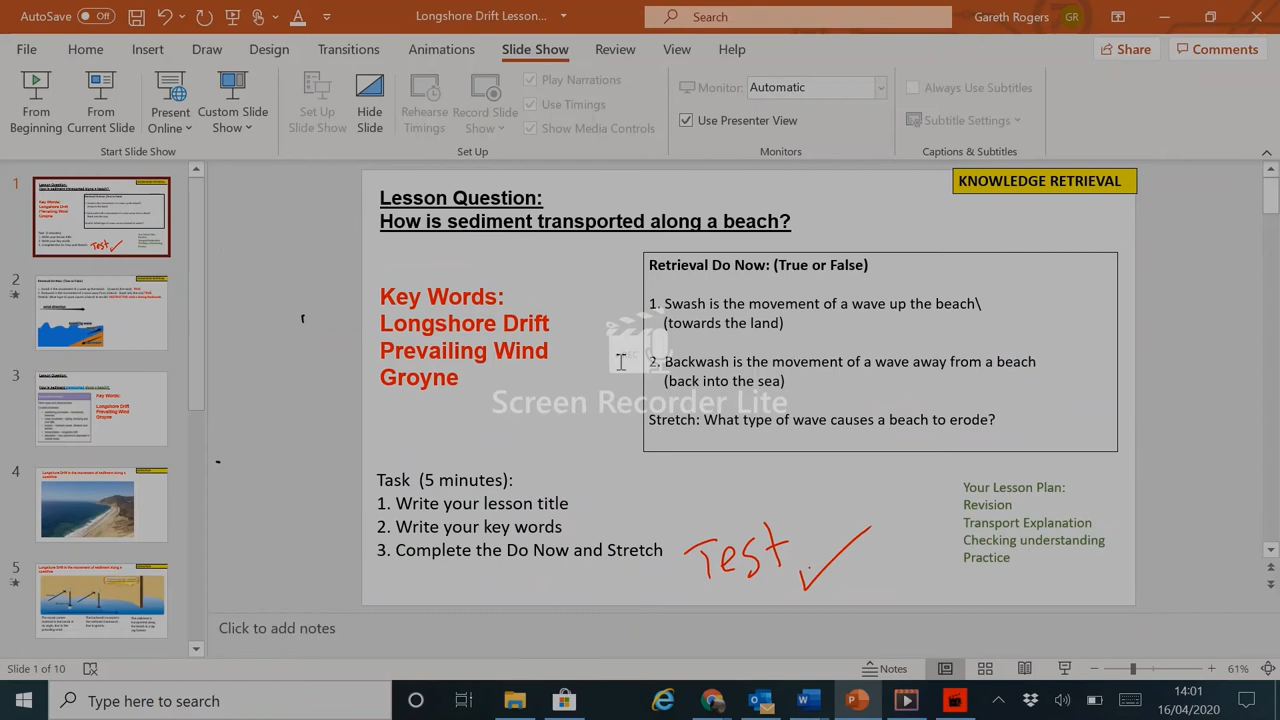 AutoSave Off
Longshore Drift Lesson...
Search
Gareth Rogers GR
File Home Insert Draw Design Transitions Animations Slide Show Review View Help
Share Comments
From Beginning
From Current Slide
Present Online
Custom Slide Show
Set Up Slide Show
Hide Slide
Rehearse Timings
Record Slide Show
Play Narrations
Use Timings
Show Media Controls
Monitor: Automatic
Use Presenter View
Always Use Subtitles
Subtitle Settings
Start Slide Show
Set Up
Monitors
Captions & Subtitles
1
2
3
4
5
KNOWLEDGE RETRIEVAL
Lesson Question:
How is sediment transported along a beach?
Key Words:
Longshore Drift
Prevailing Wind
Groyne
Retrieval Do Now: (True or False)
1. Swash is the movement of a wave up the beach\
(towards the land)
2. Backwash is the movement of a wave away from a beach
(back into the sea)
Stretch: What type of wave causes a beach to erode?
Screen Recorder lite
Task (5 minutes):
1. Write your lesson title
2. Write your key words
3. Complete the Do Now and Stretch
Test
Your Lesson Plan:
Revision
Transport Explanation
Checking understanding
Practice
Click to add notes
Slide 1 of 10
Notes
61%
Type here to search
14:01
16/04/2020